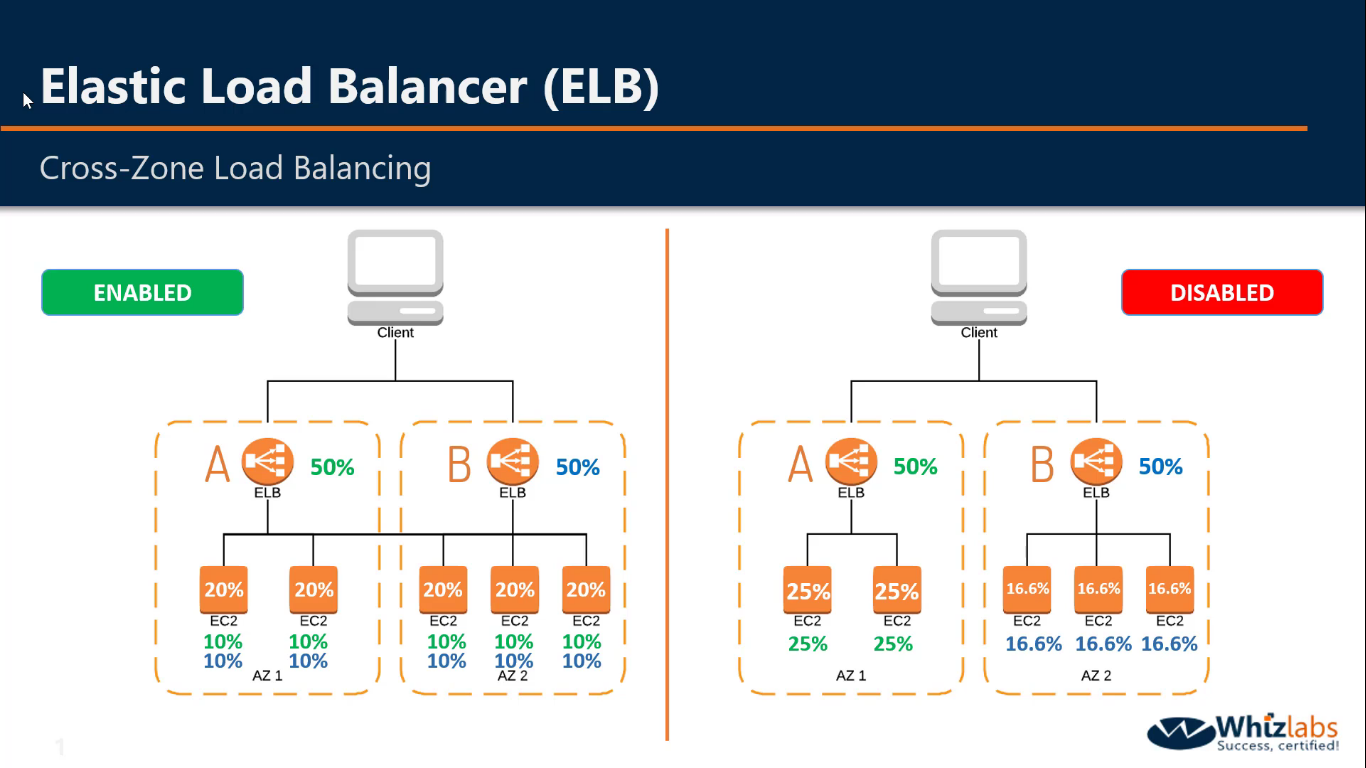 Elastic Load Balancer (ELB)
Cross-Zone Load Balancing
ENABLED
Client
A
50%
ELB
B
50%
ELB
20%
20%
20%
20%
20%
EC2
EC2
EC2
EC2
EC2
10%
10%
10%
10%
10%
10%
10%
10%
10%
10%
AZ 1
AZ 2
DISABLED
Client
A
50%
ELB
B
50%
ELB
25%
25%
16.6%
16.6%
16.6%
EC2
EC2
EC2
EC2
EC2
25%
25%
16.6%
16.6%
16.6%
AZ 1
AZ 2
1
Whizlabs
Success, certified!